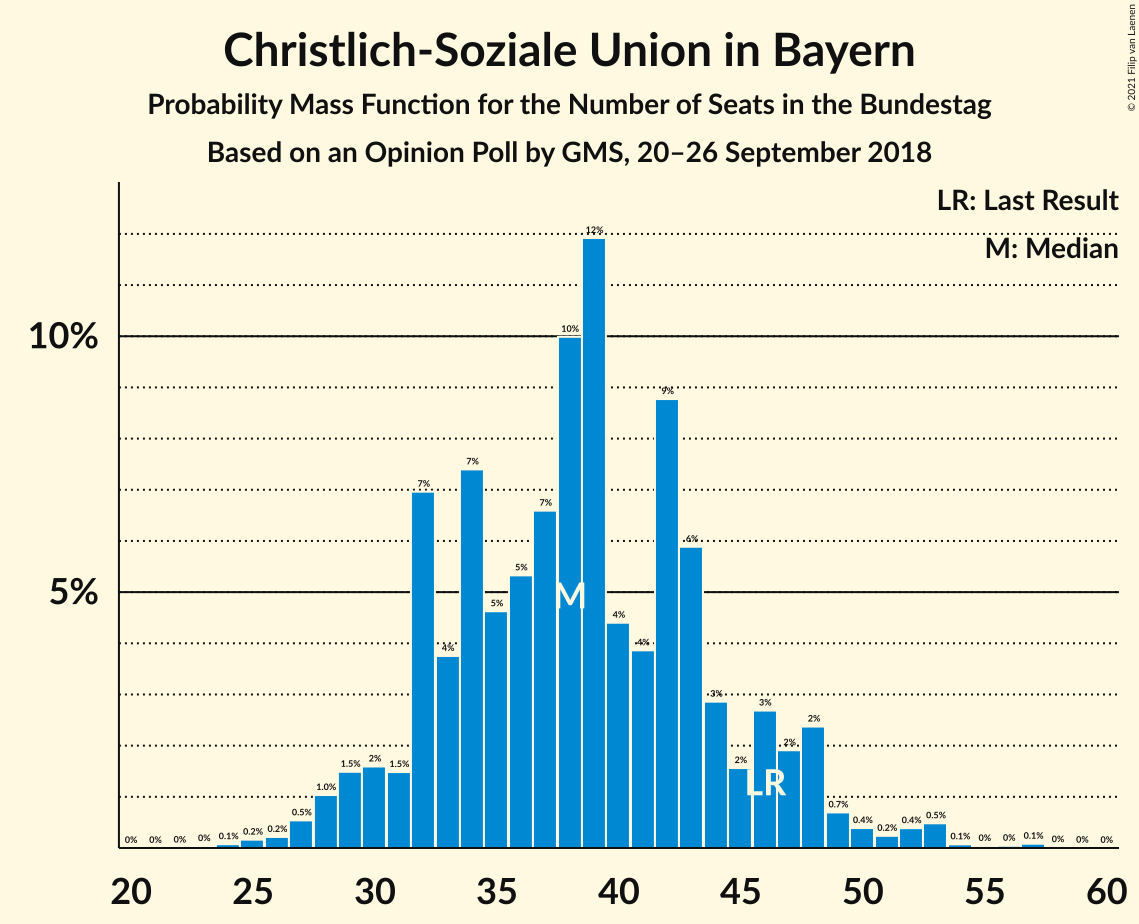 Christlich-Soziale Union in Bayern
Probability Mass Function for the Number of Seats in the Bundestag
Based on an Opinion Poll by GMS, 20–26 September 2018
© 2021 Filip van Laenen
LR: Last Result
M: Median
10%
5%
0% 0% 0% 0% 0.1% 0.2% 0.2% 0.5% 1.0% 1.5% 2% 1.5% 7% 4% 7% 5% 5% 7% 10% 12% 4% 4% 9% 6% 3% 2% 3% 2% 2% 0.7% 0.4% 0.2% 0.4% 0.5% 0.1% 0% 0% 0.1% 0% 0% 0%
M
LR
20 25 30 35 40 45 50 55 60